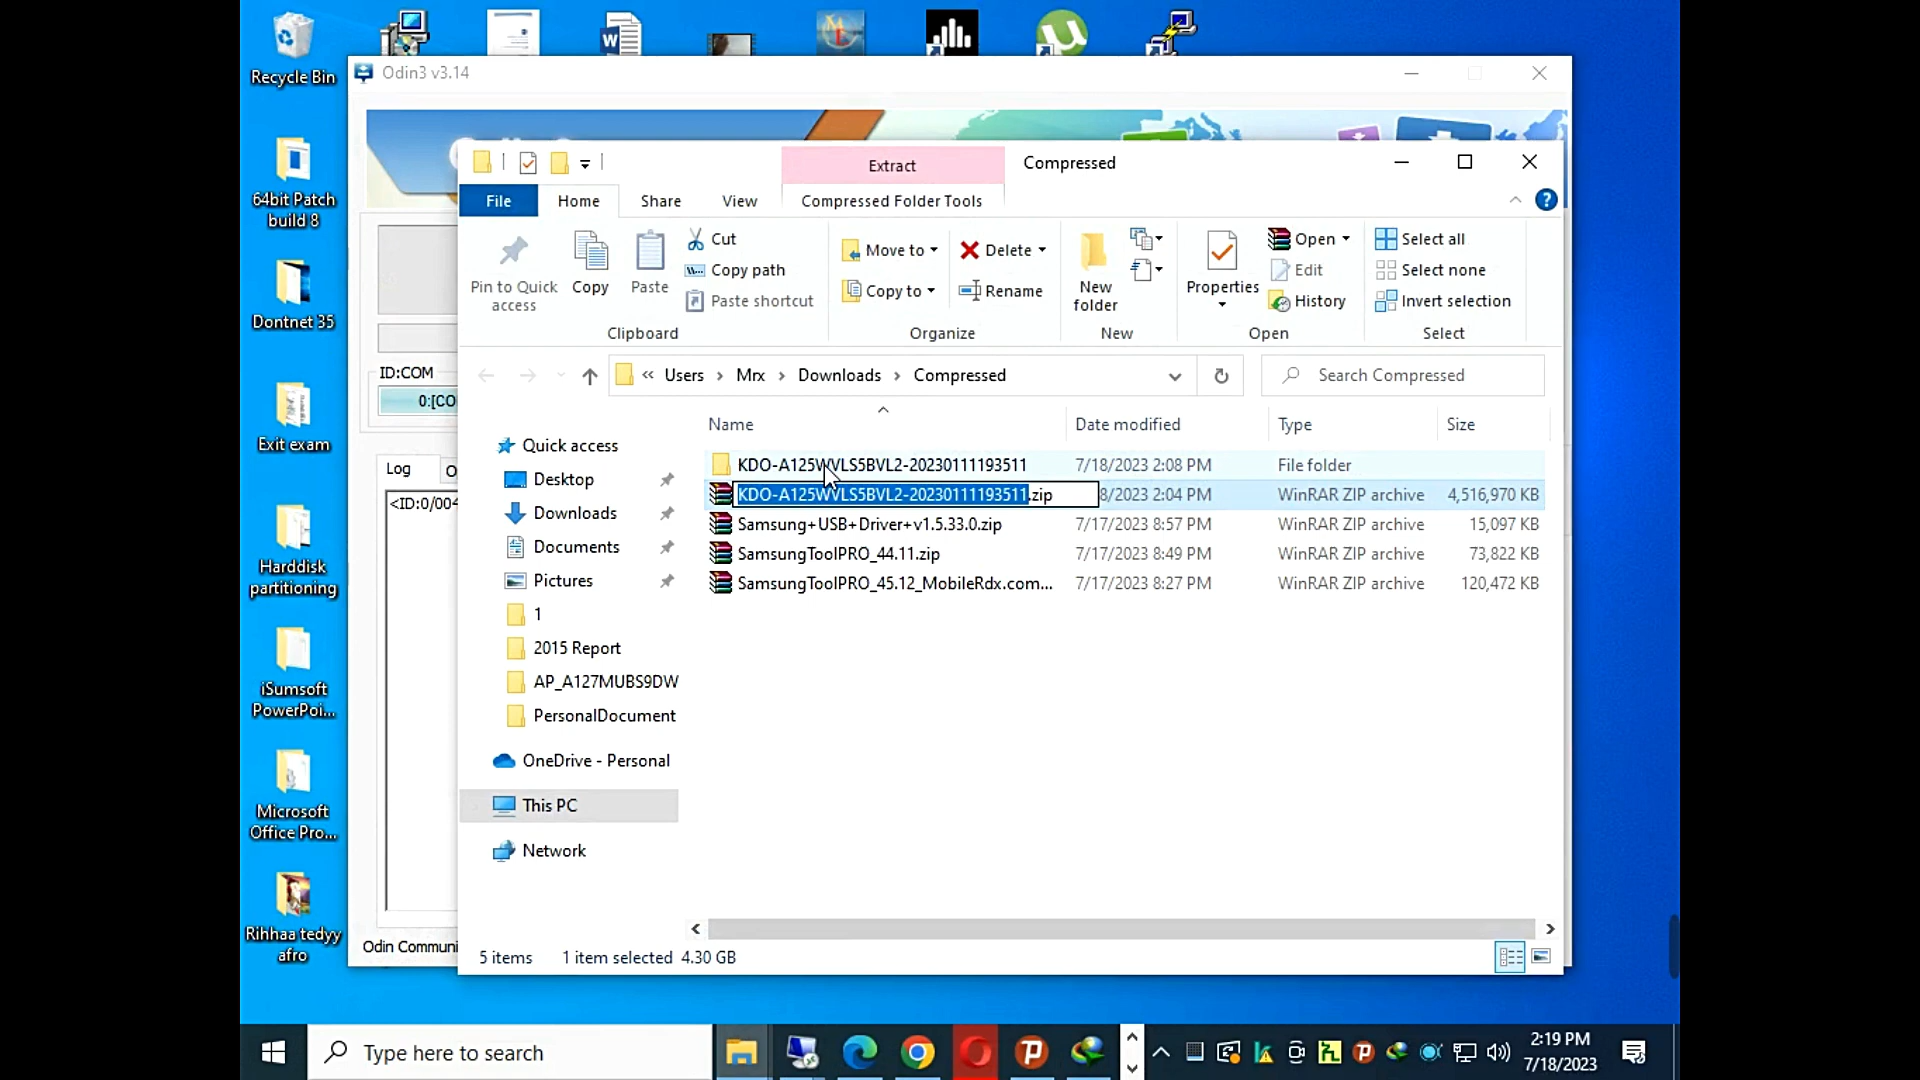 Recycle Bin
64bit Patch
build 8
Dontnet 35
Exit exam
Harddisk
partitioning
iSumsoft
PowerPoi...
Microsoft
Office Pro...
Rihhaa tedyy
afro
Odin3 v3.14
Extract
Compressed
File
Home
Share
View
Compressed Folder Tools
Pin to Quick
access
Copy
Paste
Cut
Copy path
Paste shortcut
Clipboard
Move to
Copy to
Delete
Rename
Organize
New
folder
New
Properties
Open
Edit
History
Open
Select all
Select none
Invert selection
Select
« Users > Mrx > Downloads > Compressed
Search Compressed
ID:COM
0:[CO
Log
O
<ID:0/004
Odin Communi
Quick access
Desktop
Downloads
Documents
Pictures
1
2015 Report
AP_A127MUBS9DW
PersonalDocument
OneDrive - Personal
This PC
Network
Name Date modified Type Size
KDO-A125WVLS5BVL2-20230111193511 7/18/2023 2:08 PM File folder
KDO-A125WVLS5BVL2-20230111193511.zip 8/2023 2:04 PM WinRAR ZIP archive 4,516,970 KB
Samsung+USB+Driver+v1.5.33.0.zip 7/17/2023 8:57 PM WinRAR ZIP archive 15,097 KB
SamsungToolPRO_44.11.zip 7/17/2023 8:49 PM WinRAR ZIP archive 73,822 KB
SamsungToolPRO_45.12_MobileRdx.com... 7/17/2023 8:27 PM WinRAR ZIP archive 120,472 KB
5 items 1 item selected 4.30 GB
Type here to search
2:19 PM
7/18/2023